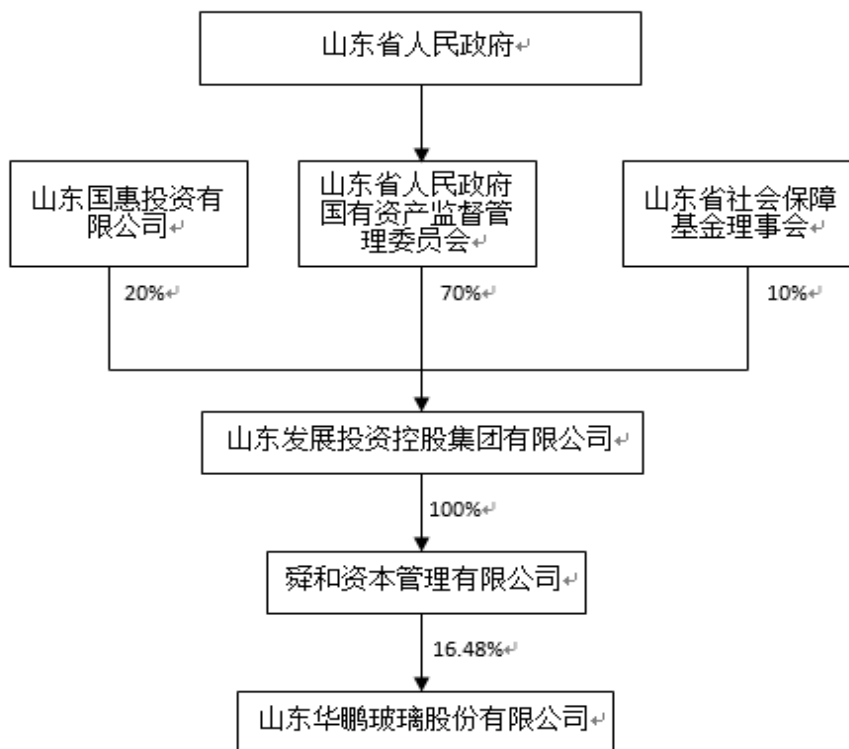 山东省人民政府↵
山东国惠投资有
限公司↵
山东省人民政府
国有资产监督管
理委员会↵
山东省社会保障
基金理事会↵
20%↵
70%↵
10%↵
山东发展投资控股集团有限公司↵
100%↵
舜和资本管理有限公司↵
16.48%↵
山东华鹏玻璃股份有限公司↵